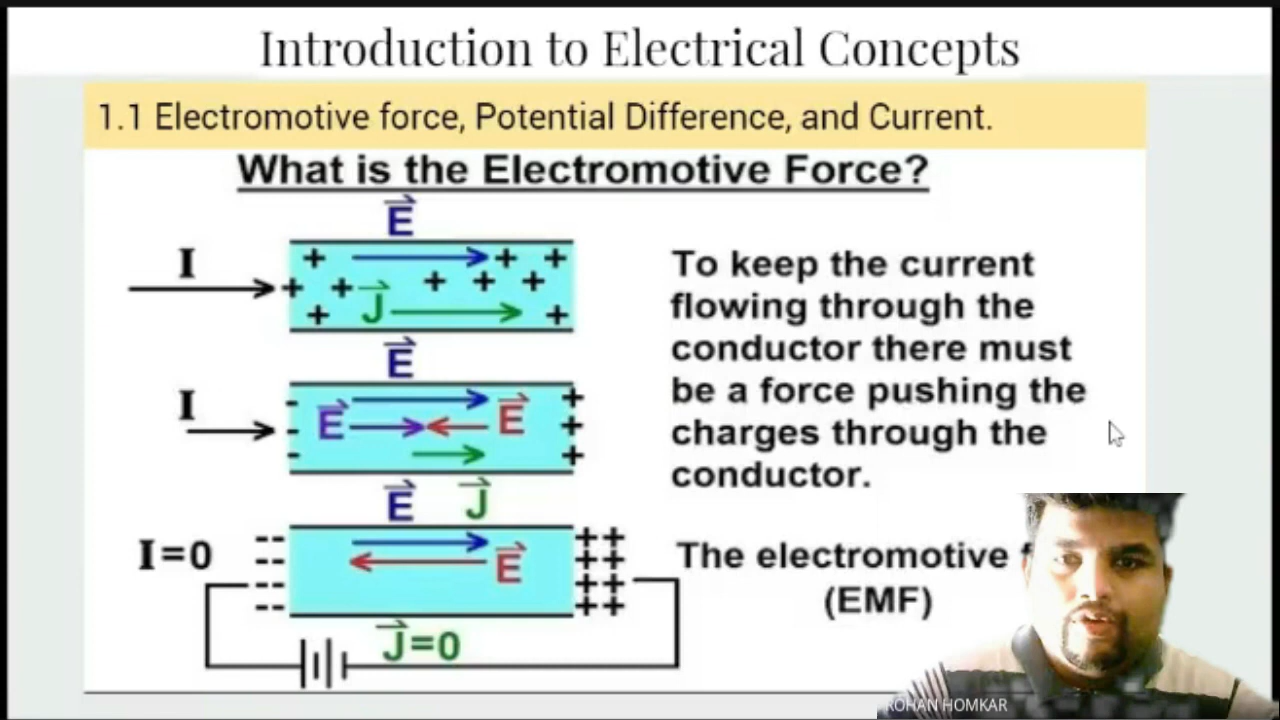 Introduction to Electrical Concepts
1.1 Electromotive force, Potential Difference, and Current.
What is the Electromotive Force?
E
I
J
To keep the current
flowing through the
conductor there must
be a force pushing the
charges through the
conductor.
E
I
E E
E J
I=0
E
J=0
The electromotive
(EMF)
ROHAN HOMKAR